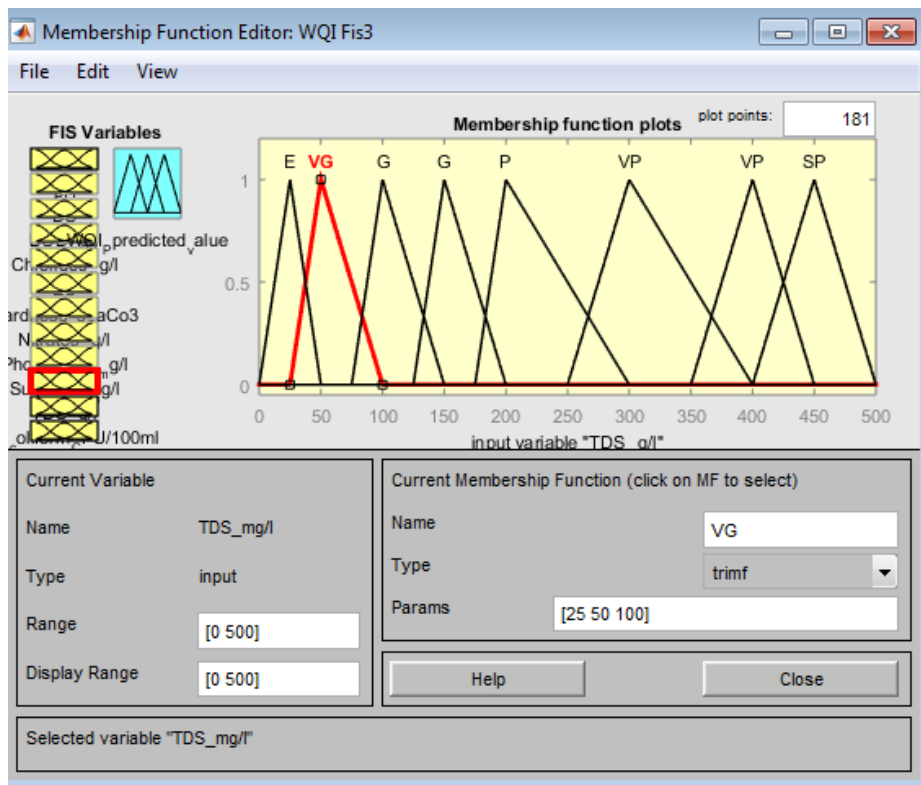 Membership Function Editor: WQI Fis3
File Edit View
FIS Variables
Membership function plots
plot points: 181
E VG G G P VP VP SP
1
0.5
0
0 50 100 150 200 250 300 350 400 450 500
input variable "TDS_mg/l"
g/l
aCo3
g/l
g/l
/100ml
Current Variable
Name TDS_mg/l
Type input
Range [0 500]
Display Range [0 500]
Current Membership Function (click on MF to select)
Name VG
Type trimf
Params [25 50 100]
Help Close
Selected variable "TDS_mg/l"